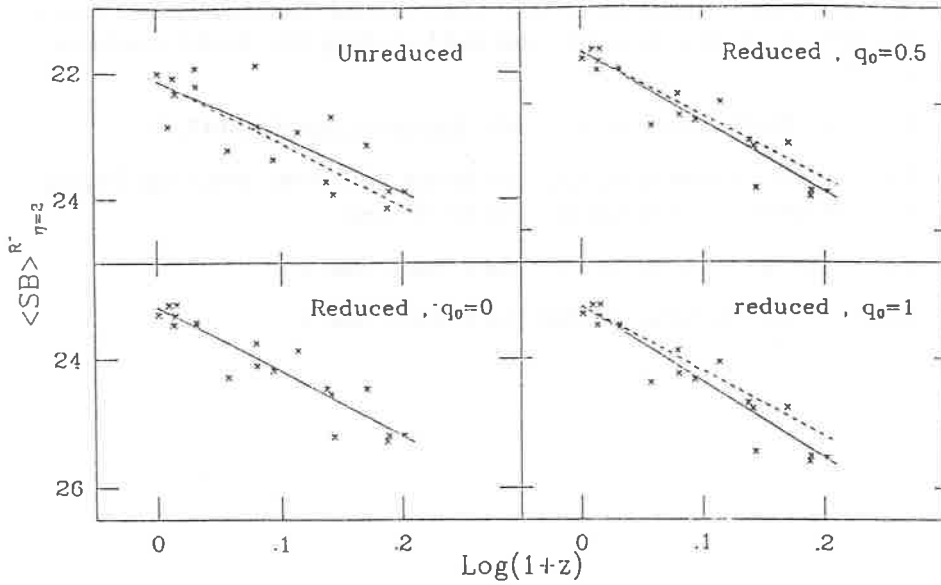 Unreduced
Reduced , q₀=0.5
22
24
<SB>R⁻η=2
Reduced , -q₀=0
reduced , q₀=1
24
26
0
.1
.2
0
.1
.2
Log(1+z)